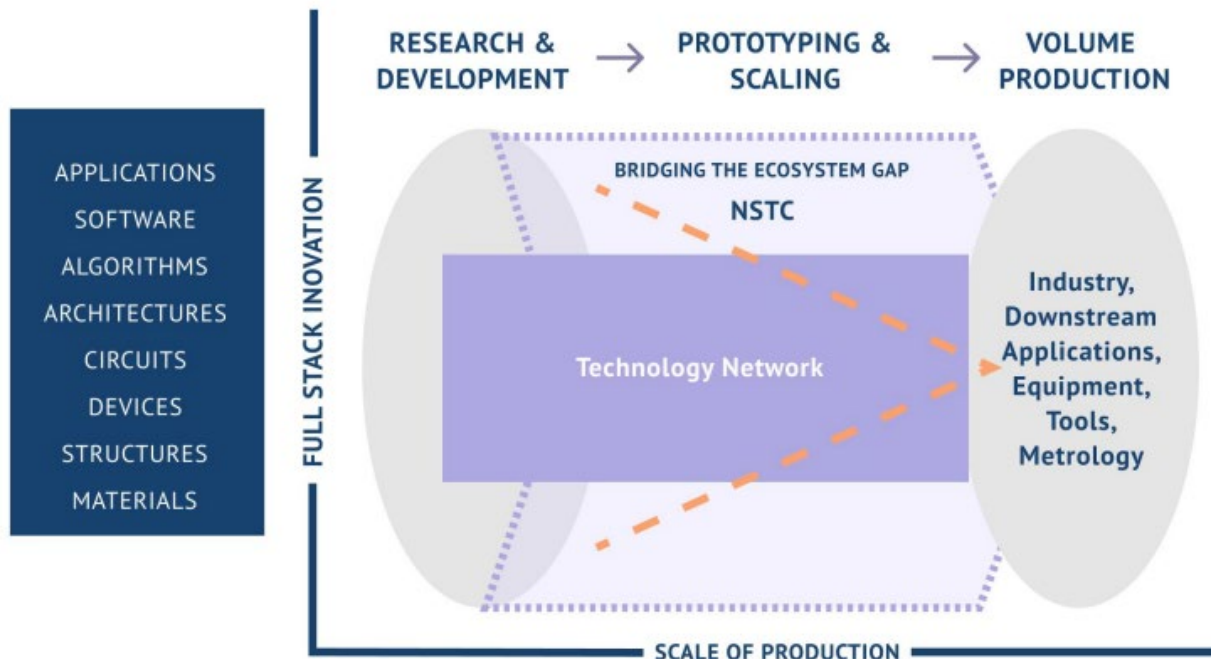 RESEARCH &
DEVELOPMENT
→
PROTOTYPING &
SCALING
→
VOLUME
PRODUCTION
APPLICATIONS
SOFTWARE
ALGORITHMS
ARCHITECTURES
CIRCUITS
DEVICES
STRUCTURES
MATERIALS
FULL STACK INOVATION
BRIDGING THE ECOSYSTEM GAP
NSTC
Technology Network
Industry,
Downstream
Applications,
Equipment,
Tools,
Metrology
SCALE OF PRODUCTION